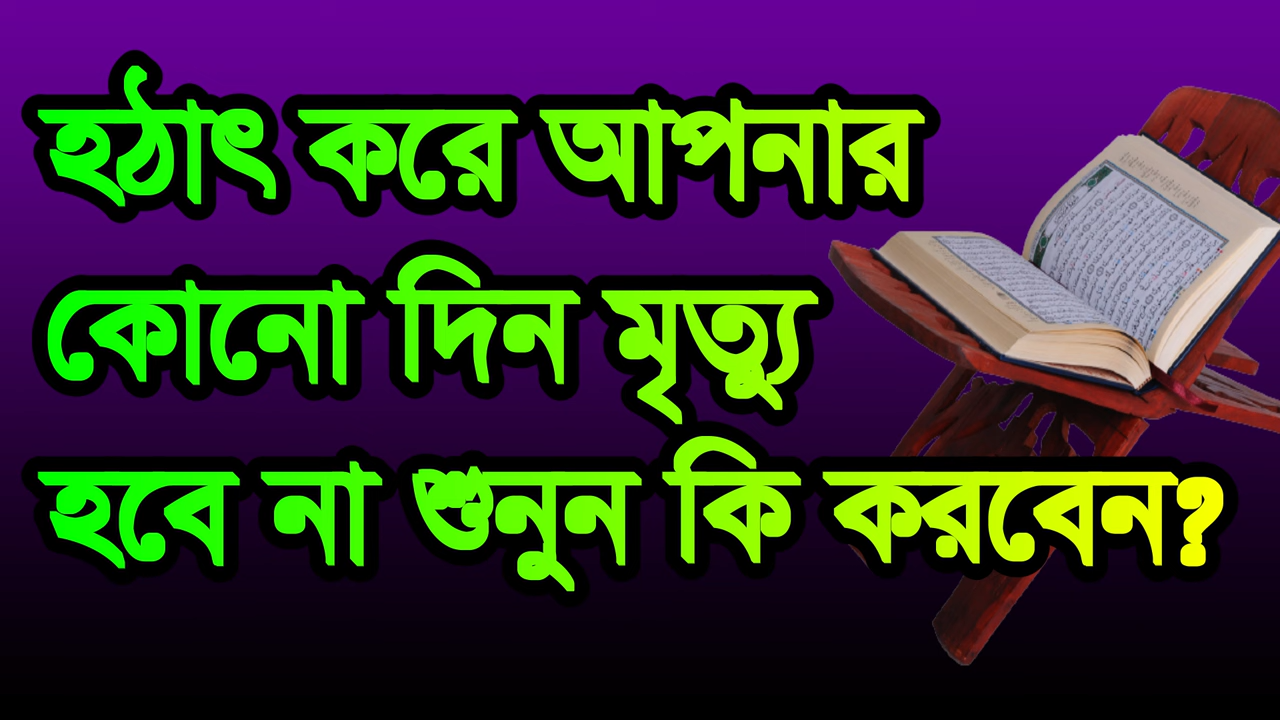 হঠাৎ করে আপনার
কোনো দিন মৃত্যু
হবে না শুনুন কি করবেন?